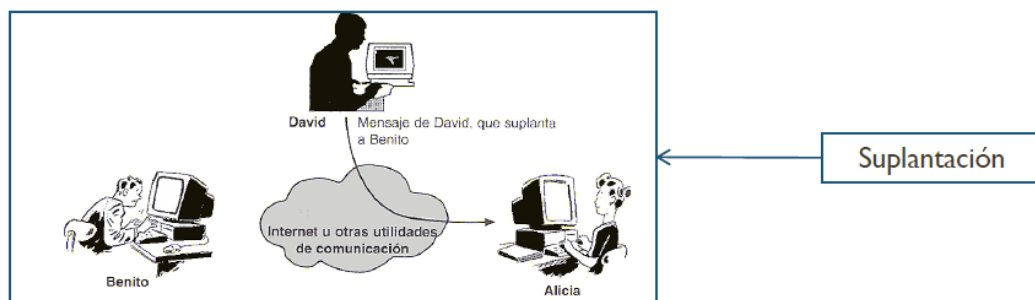 David
Mensaje de David, que suplanta
a Benito
Suplantación
Internet u otras utilidades
de comunicación
Benito
Alicia